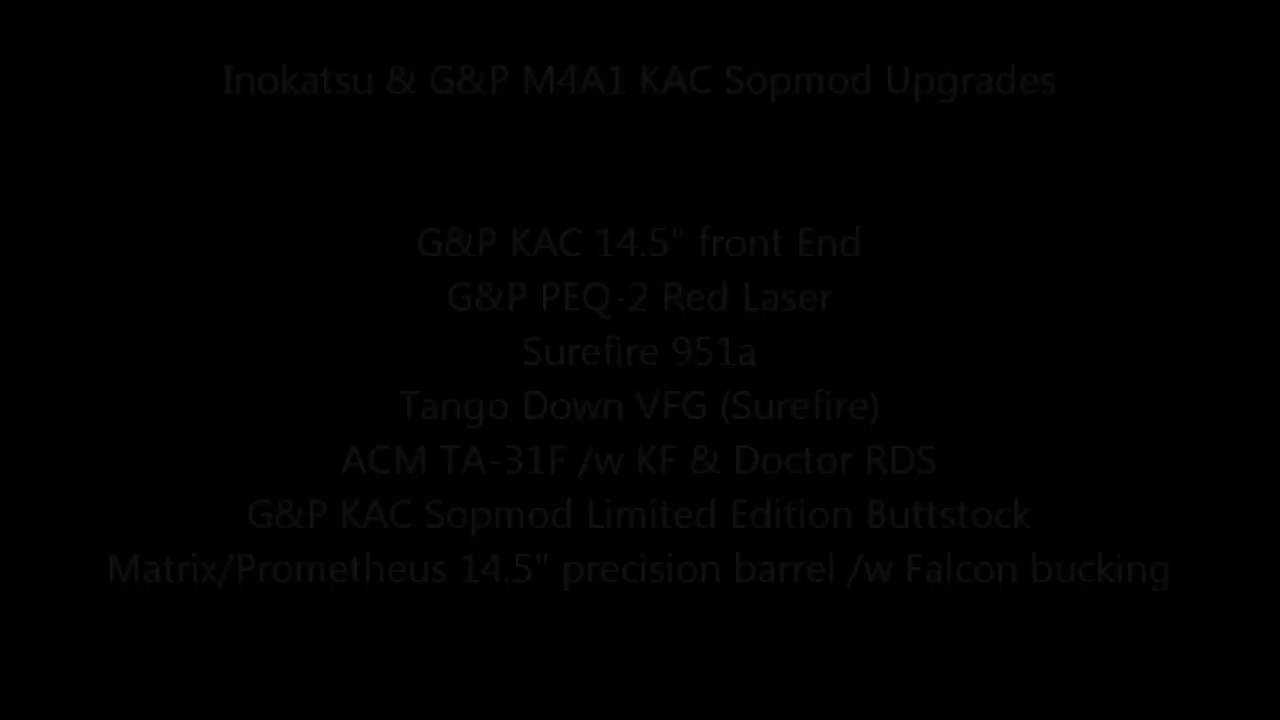 Inokatsu & G&P M4A1 KAC Sopmod Upgrades
G&P KAC 14.5" front End
G&P PEQ-2 Red Laser
Surefire 951a
Tango Down VFG (Surefire)
ACM TA-31F /w KF & Doctor RDS
G&P KAC Sopmod Limited Edition Buttstock
Matrix/Prometheus 14.5" precision barrel /w Falcon bucking